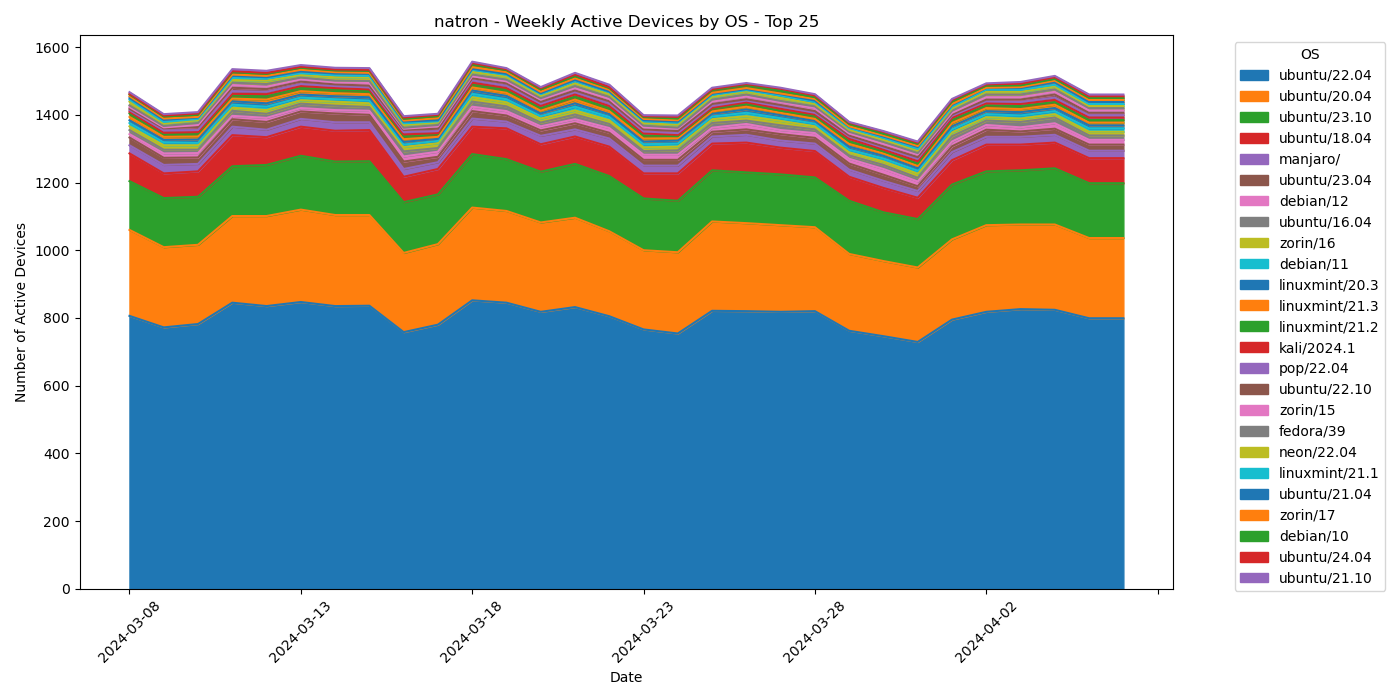 natron - Weekly Active Devices by OS - Top 25
1600
1400
1200
1000
800
600
400
200
0
Number of Active Devices
2024-03-08
2024-03-13
2024-03-18
2024-03-23
2024-03-28
2024-04-02
Date
OS
ubuntu/22.04
ubuntu/20.04
ubuntu/23.10
ubuntu/18.04
manjaro/
ubuntu/23.04
debian/12
ubuntu/16.04
zorin/16
debian/11
linuxmint/20.3
linuxmint/21.3
linuxmint/21.2
kali/2024.1
pop/22.04
ubuntu/22.10
zorin/15
fedora/39
neon/22.04
linuxmint/21.1
ubuntu/21.04
zorin/17
debian/10
ubuntu/24.04
ubuntu/21.10